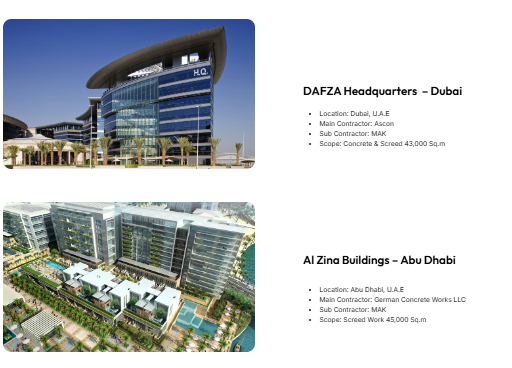 H.Q.
DAFZA Headquarters – Dubai
Location: Dubai, U.A.E
Main Contractor: Ascon
Sub Contractor: MAK
Scope: Concrete & Screed 43,000 Sq.m
Al Zina Buildings – Abu Dhabi
Location: Abu Dhabi, U.A.E
Main Contractor: German Concrete Works LLC
Sub Contractor: MAK
Scope: Screed Work 45,000 Sq.m